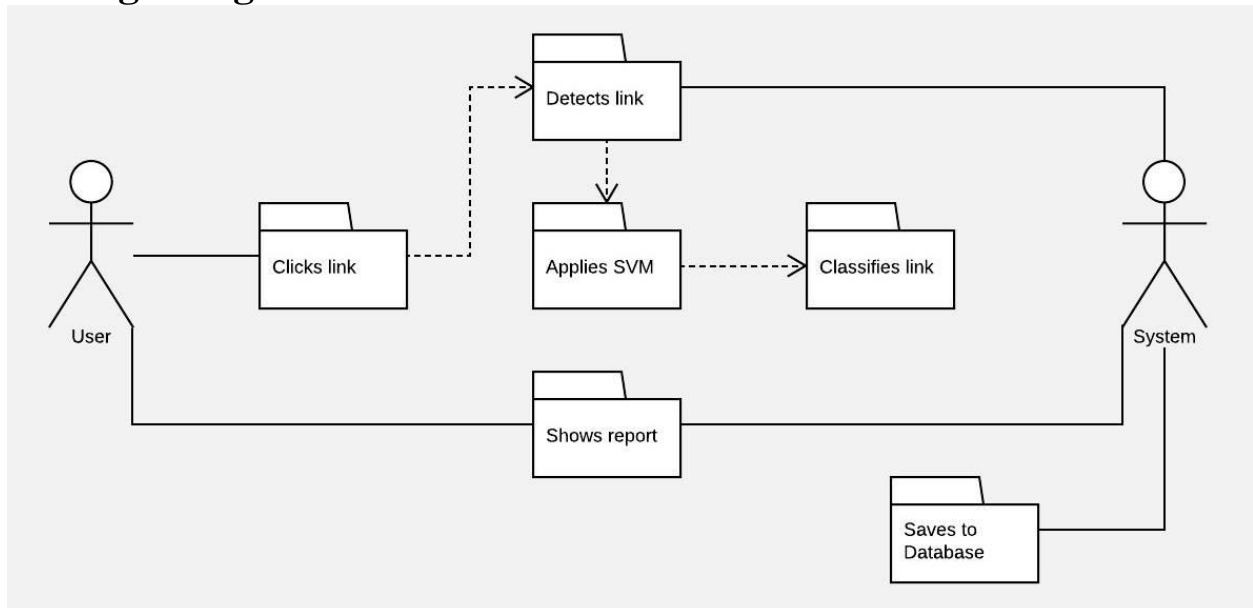 Detects link
Clicks link
Applies SVM
Classifies link
User
System
Shows report
Saves to
Database